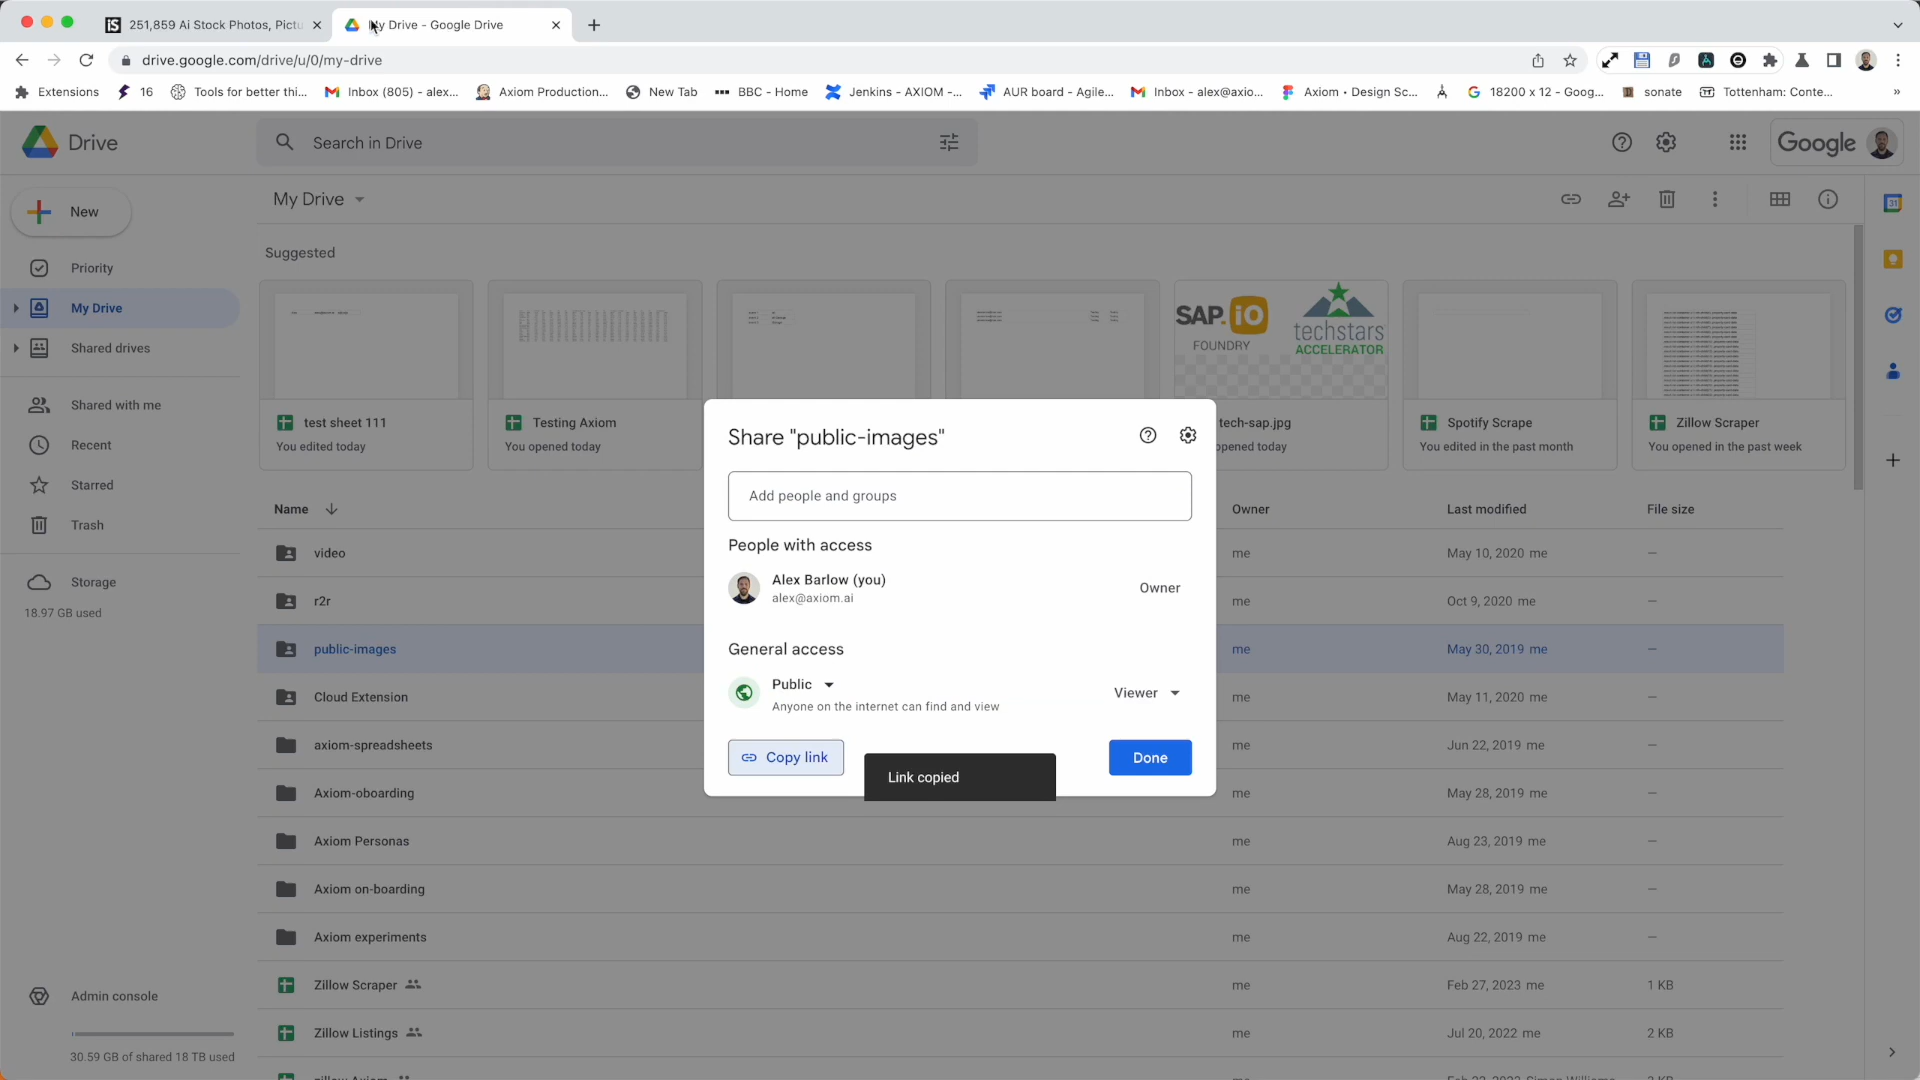 251,859 Ai Stock Photos, Pictu
My Drive - Google Drive
drive.google.com/drive/u/0/my-drive
Extensions
16
Tools for better thi...
Inbox (805) - alex...
Axiom Production...
New Tab
BBC - Home
Jenkins - AXIOM -...
AUR board - Agile...
Inbox - alex@axio...
Axiom • Design Sc...
18200 x 12 - Goog...
sonate
Tottenham: Conte...
Drive
Search in Drive
Google
New
My Drive
Priority
My Drive
Shared drives
Shared with me
Recent
Starred
Trash
Storage
18.97 GB used
Admin console
30.59 GB of shared 18 TB used
Suggested
SAP.iO
FOUNDRY
techstars
ACCELERATOR
test sheet 111
You edited today
Testing Axiom
You opened today
tech-sap.jpg
opened today
Spotify Scrape
You edited in the past month
Zillow Scraper
You opened in the past week
Name
Owner
Last modified
File size
video
me
May 10, 2020 me
—
r2r
me
Oct 9, 2020 me
—
public-images
me
May 30, 2019 me
—
Cloud Extension
me
May 11, 2020 me
—
axiom-spreadsheets
me
Jun 22, 2019 me
—
Axiom-oboarding
me
May 28, 2019 me
—
Axiom Personas
me
Aug 23, 2019 me
—
Axiom on-boarding
me
May 28, 2019 me
—
Axiom experiments
me
Aug 22, 2019 me
—
Zillow Scraper
me
Feb 27, 2023 me
1 KB
Zillow Listings
me
Jul 20, 2022 me
2 KB
Share "public-images"
Add people and groups
People with access
Alex Barlow (you)
alex@axiom.ai
Owner
General access
Public
Anyone on the internet can find and view
Viewer
Copy link
Link copied
Done
31